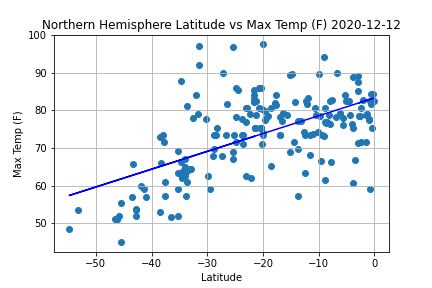 Northern Hemisphere Latitude vs Max Temp (F) 2020-12-12
100
90
80
70
60
50
Max Temp (F)
−50 −40 −30 −20 −10 0
Latitude